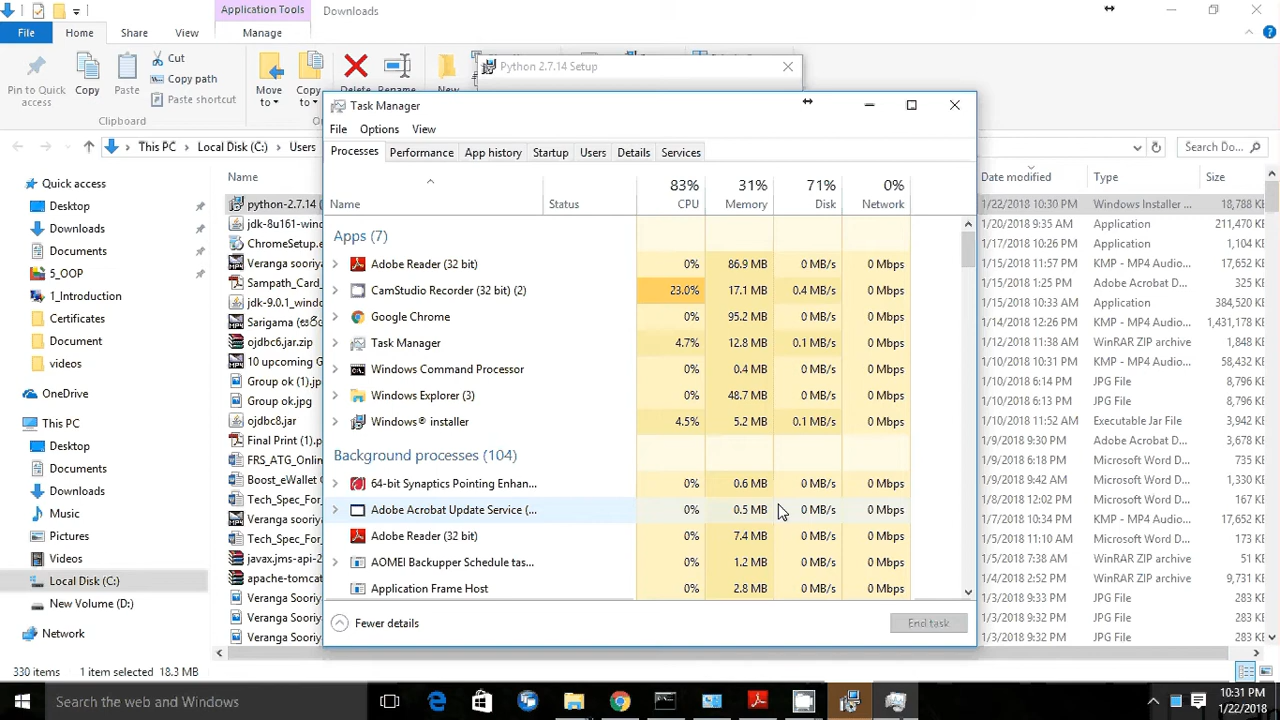 Application Tools
Downloads
File
Home
Share
View
Manage
Pin to Quick access
Copy
Paste
Cut
Copy path
Paste shortcut
Clipboard
Move to
Copy to
Delete
Rename
New
Python 2.7.14 Setup
This PC
Local Disk (C:)
Users
Search Do...
Quick access
Desktop
Downloads
Documents
5_OOP
1_Introduction
Certificates
Document
videos
OneDrive
This PC
Desktop
Documents
Downloads
Music
Pictures
Videos
Local Disk (C:)
New Volume (D:)
Network
Name
python-2.7.14
jdk-8u161-window
ChromeSetup.e
Veranga sooriy
Sampath_Card_
jdk-9.0.1_windo
Sarigama
ojdbc6.jar.zip
10 upcoming G
Group ok (1).jp
Group ok.jpg
ojdbc8.jar
Final Print (1).p
FRS_ATG_Onlin
Boost_eWallet
Tech_Spec_For_
Veranga sooriy
Tech_Spec_For_
javax.jms-api-2
apache-tomcat
Veranga Sooriy
Veranga Sooriy
Veranga Sooriy
Task Manager
File
Options
View
Processes
Performance
App history
Startup
Users
Details
Services
83%
31%
71%
0%
Name
Status
CPU
Memory
Disk
Network
Apps (7)
Adobe Reader (32 bit) 0% 86.9 MB 0 MB/s 0 Mbps
CamStudio Recorder (32 bit) (2) 23.0% 17.1 MB 0.4 MB/s 0 Mbps
Google Chrome 0% 95.2 MB 0 MB/s 0 Mbps
Task Manager 4.7% 12.8 MB 0.1 MB/s 0 Mbps
Windows Command Processor 0% 0.4 MB 0 MB/s 0 Mbps
Windows Explorer (3) 0% 48.7 MB 0 MB/s 0 Mbps
Windows® installer 4.5% 5.2 MB 0.1 MB/s 0 Mbps
Background processes (104)
64-bit Synaptics Pointing Enhan... 0% 0.6 MB 0 MB/s 0 Mbps
Adobe Acrobat Update Service (... 0% 0.5 MB 0 MB/s 0 Mbps
Adobe Reader (32 bit) 0% 7.4 MB 0 MB/s 0 Mbps
AOMEI Backupper Schedule tas... 0% 1.2 MB 0 MB/s 0 Mbps
Application Frame Host 0% 2.8 MB 0 MB/s 0 Mbps
Fewer details
End task
Date modified Type Size
1/22/2018 10:30 PM Windows Installer ... 18,788 KB
1/20/2018 9:35 AM Application 211,470 KB
1/17/2018 10:26 PM Application 1,104 KB
1/15/2018 11:57 PM KMP - MP4 Audio... 17,652 KB
1/15/2018 1:25 PM Adobe Acrobat D... 325 KB
1/15/2018 10:33 AM Application 384,520 KB
1/14/2018 12:26 PM KMP - MP4 Audio... 1,431,178 KB
1/12/2018 11:38 AM WinRAR ZIP archive 1,848 KB
1/10/2018 10:31 PM KMP - MP4 Audio... 58,432 KB
1/10/2018 6:14 PM JPG File 8,796 KB
1/10/2018 6:13 PM JPG File 8,796 KB
1/10/2018 11:52 AM Executable Jar File 3,942 KB
1/9/2018 9:30 PM Adobe Acrobat D... 3,678 KB
1/9/2018 6:30 PM Microsoft Word D... 735 KB
1/9/2018 9:42 AM Microsoft Word D... 430 KB
1/8/2018 12:02 PM Microsoft Word D... 167 KB
1/5/2018 11:51 PM KMP - MP4 Audio... 17,652 KB
1/5/2018 11:10 AM Microsoft Word D... 173 KB
1/5/2018 7:38 AM WinRAR ZIP archive 51 KB
1/4/2018 2:52 PM WinRAR ZIP archive 9,731 KB
1/3/2018 9:33 PM JPG File 283 KB
1/3/2018 9:32 PM JPG File 283 KB
1/3/2018 9:32 PM JPG File 283 KB
330 items
1 item selected 18.3 MB
Search the web and Windows
10:31 PM
1/22/2018